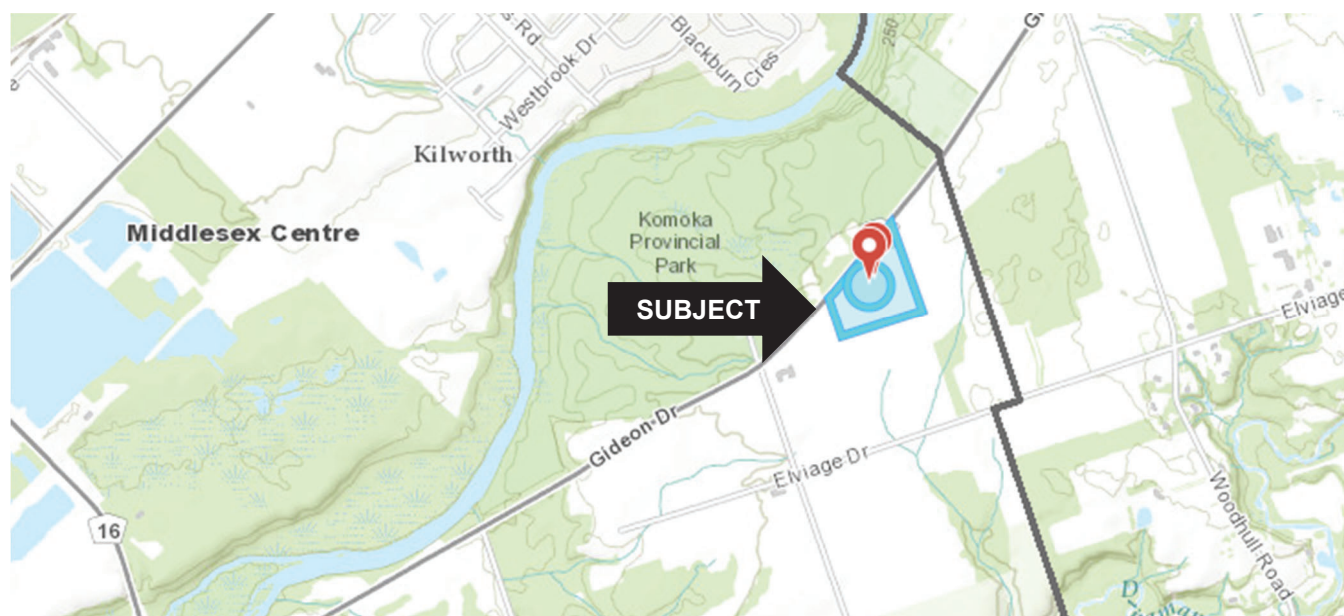 s Rd
Westbrook Dr
Blackburn Cres
250
G
Kilworth
Middlesex Centre
Komoka
Provincial
Park
SUBJECT
Elviage
Gideon Dr
Elviage Dr
Woodhull Road
16
D